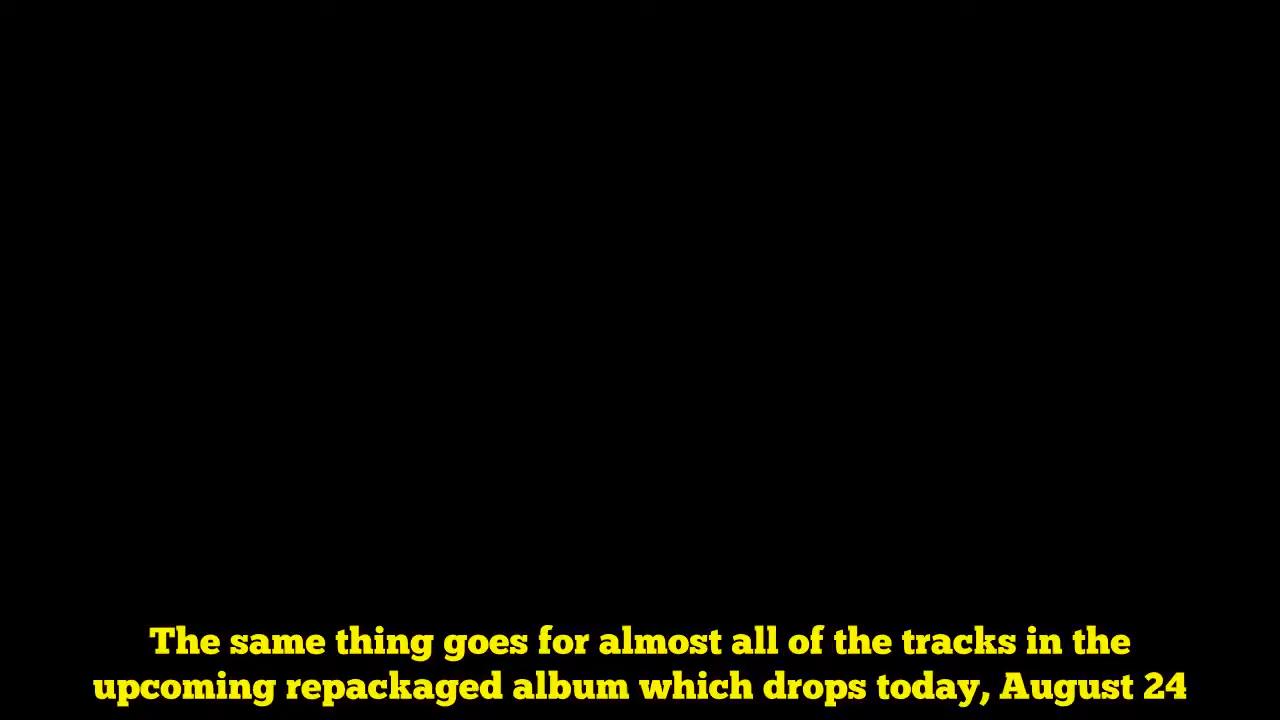 The same thing goes for almost all of the tracks in the
upcoming repackaged album which drops today, August 24